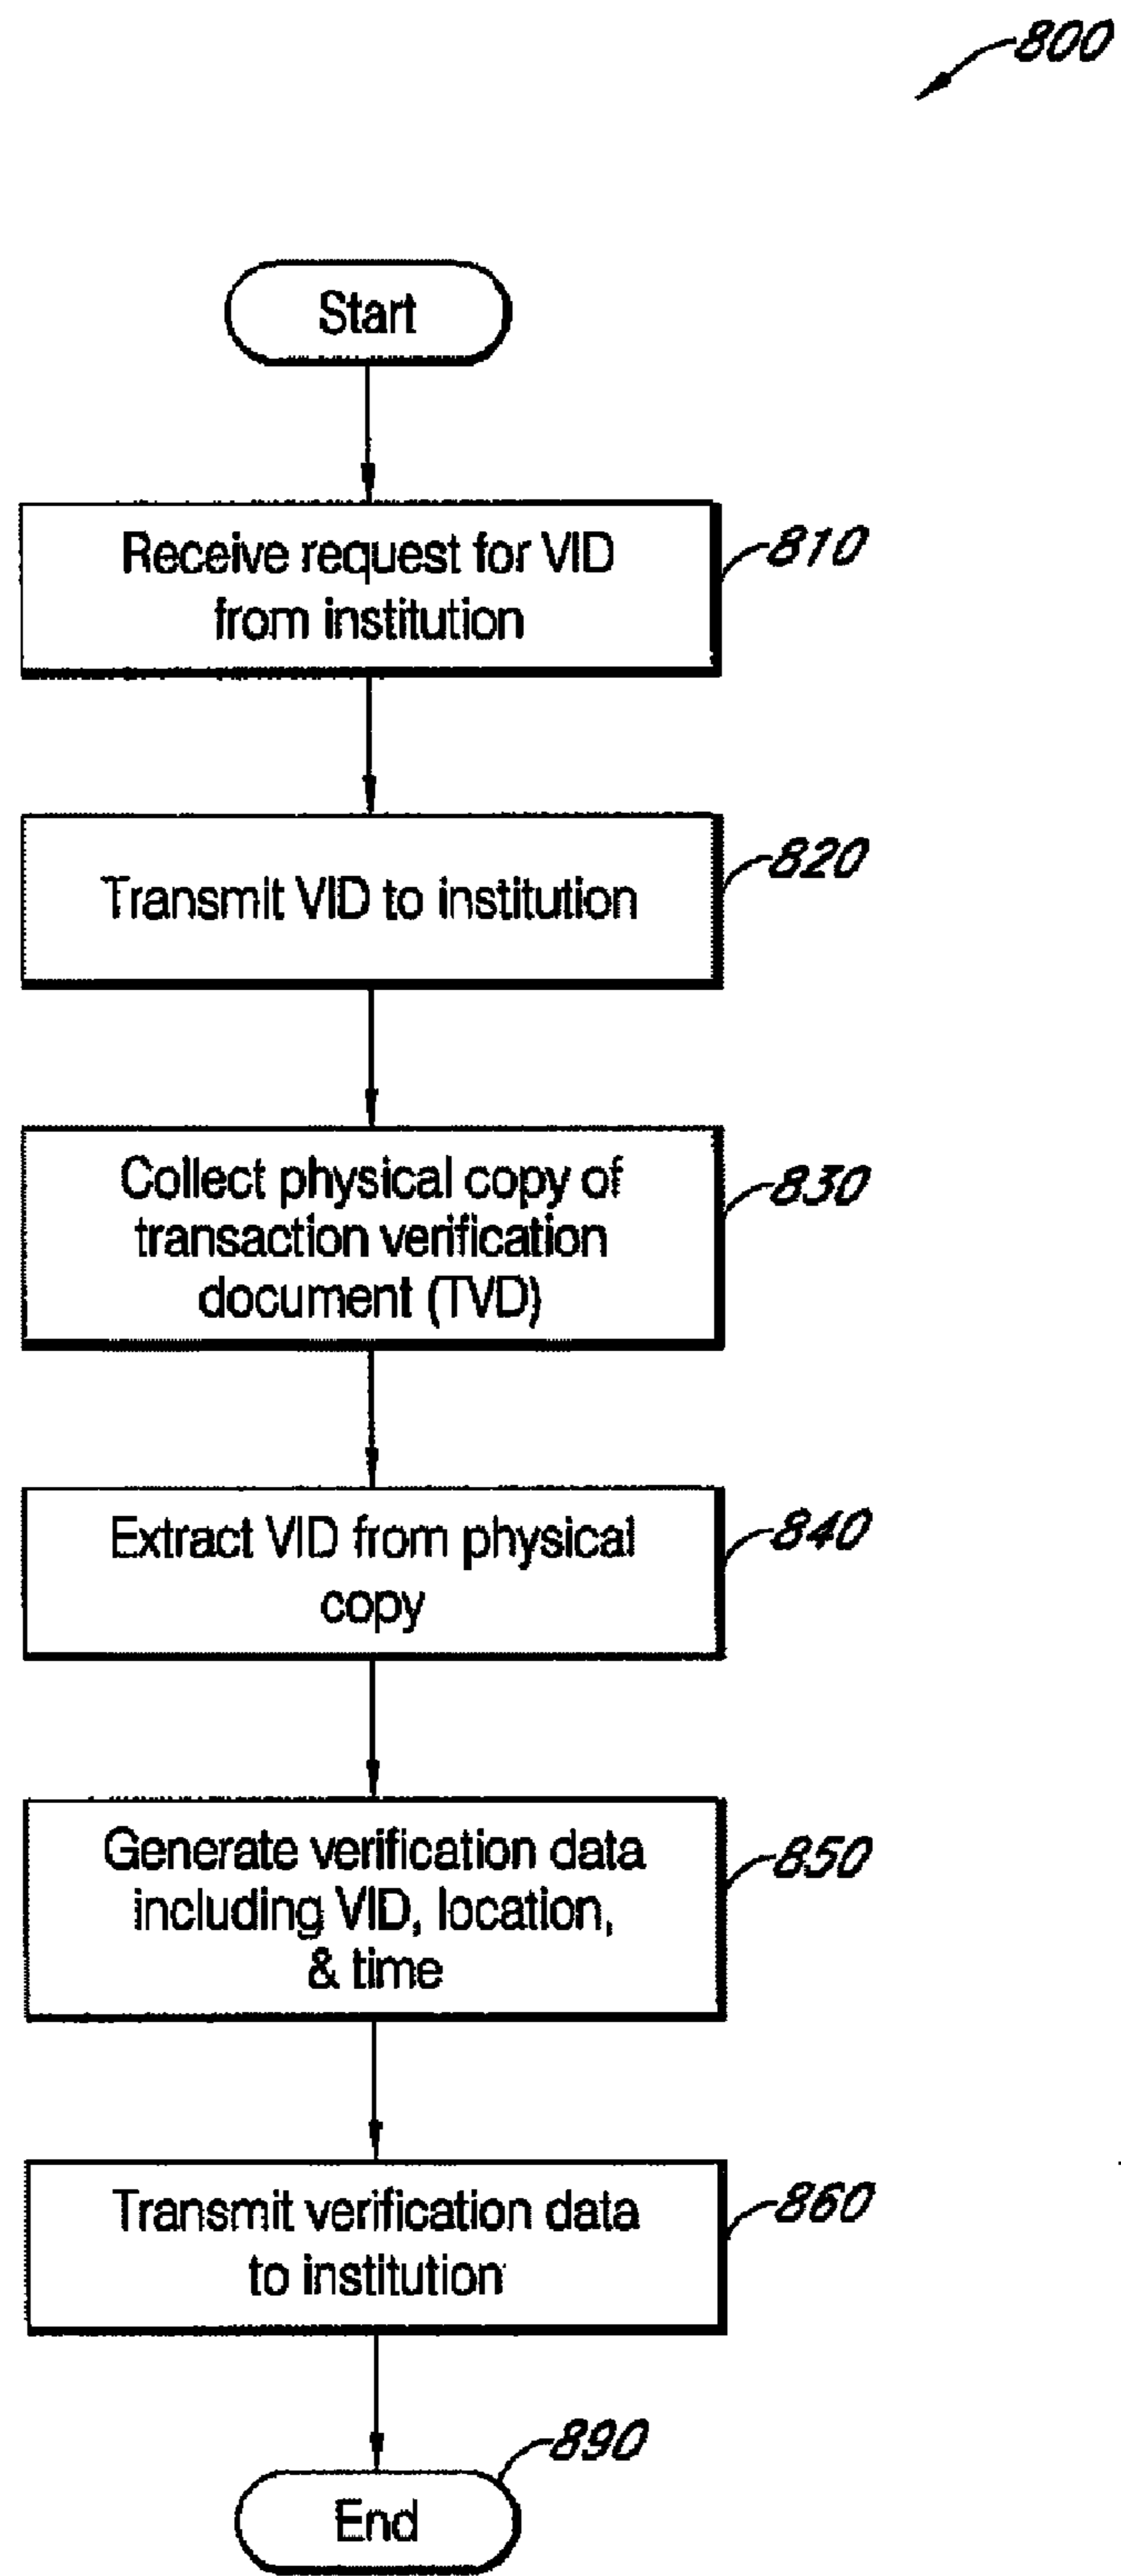 800
Start
Receive request for VID
from institution
810
Transmit VID to institution
820
Collect physical copy of
transaction verification
document (TVD)
830
Extract VID from physical
copy
840
Generate verification data
including VID, location,
& time
850
Transmit verification data
to institution
860
890
End